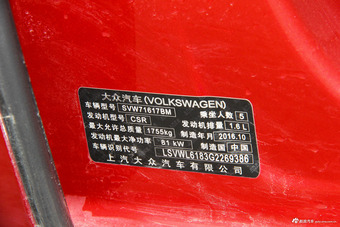 大众汽车(VOLKSWAGEN)
车辆型号 SVW71617BM 乘坐人数 5
发动机型号 CSR 发动机排量 1.6 L
最大允许总质量 1755kg 制造年月 2016.10
发动机最大净功率 81 kW 制造国 中国
车辆识别代号 LSVWL6183G2269386
上汽大众汽车有限公司